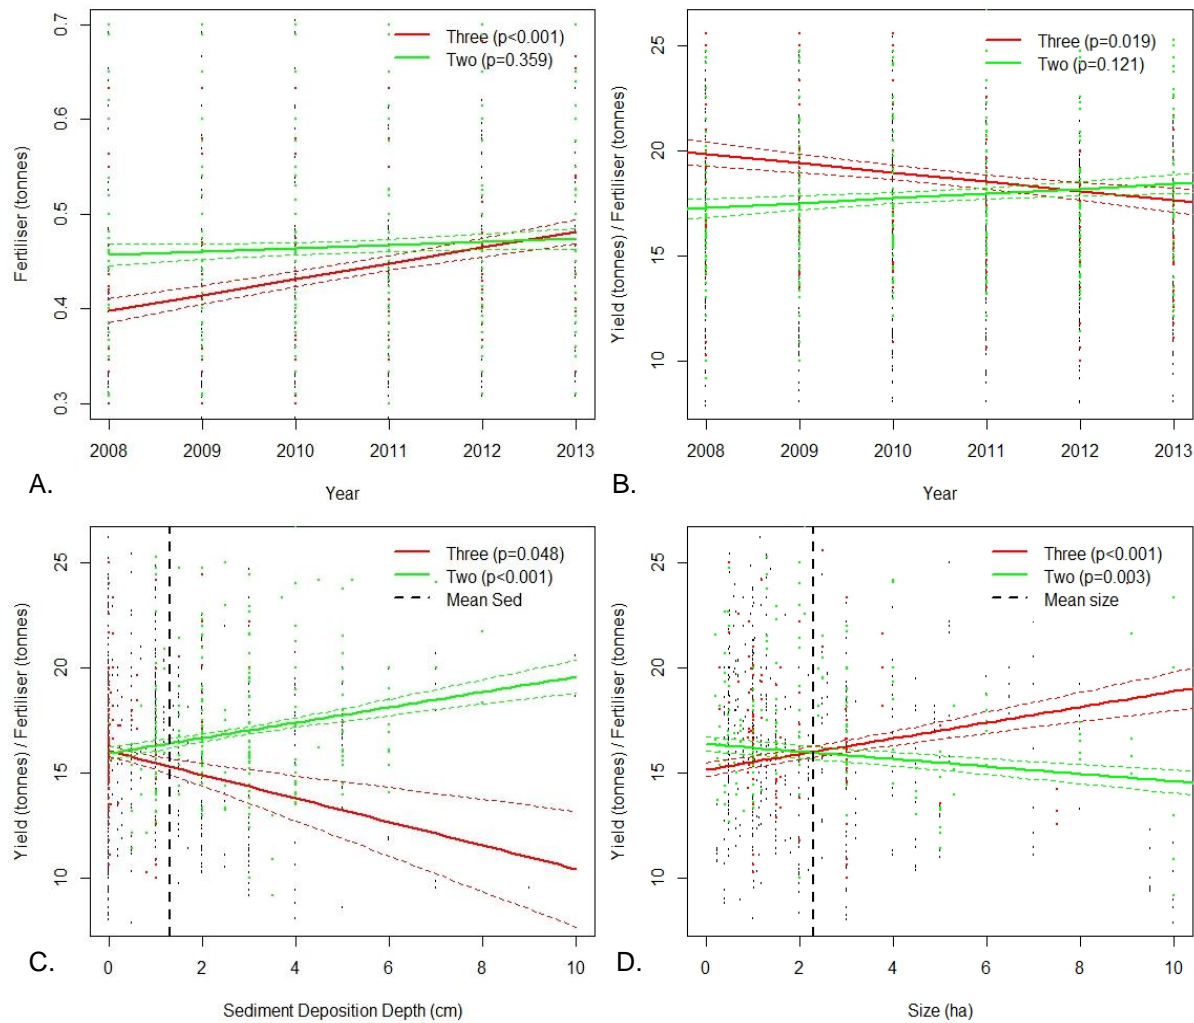 Fertiliser (tonnes)
0.7
0.6
0.5
0.4
0.3
Three (p<0.001)
Two (p=0.359)
2008 2009 2010 2011 2012 2013
A.
Year
Yield (tonnes) / Fertiliser (tonnes)
25
20
15
10
Three (p=0.019)
Two (p=0.121)
2008 2009 2010 2011 2012 2013
B.
Year
Yield (tonnes) / Fertiliser (tonnes)
25
20
15
10
Three (p=0.048)
Two (p<0.001)
Mean Sed
0 2 4 6 8 10
C.
Sediment Deposition Depth (cm)
Yield (tonnes) / Fertiliser (tonnes)
25
20
15
10
Three (p<0.001)
Two (p=0.003)
Mean size
0 2 4 6 8 10
D.
Size (ha)